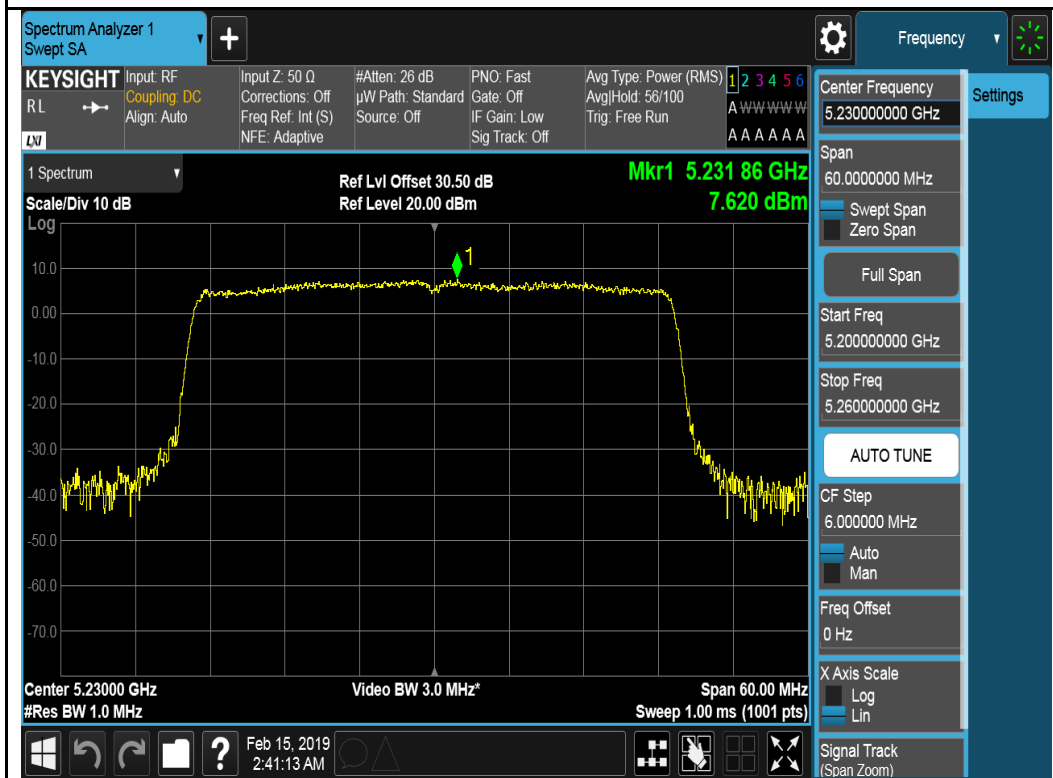 Spectrum Analyzer 1
Swept SA
+
Frequency
KEYSIGHT
RL
LXI
Input: RF
Coupling: DC
Align: Auto
Input Z: 50 Ω
Corrections: Off
Freq Ref: Int (S)
NFE: Adaptive
#Atten: 26 dB
µW Path: Standard
Source: Off
PNO: Fast
Gate: Off
IF Gain: Low
Sig Track: Off
Avg Type: Power (RMS)
Avg|Hold: 56/100
Trig: Free Run
1 2 3 4 5 6
A W W W W W
A A A A A A
1 Spectrum
Scale/Div 10 dB
Log
Ref Lvl Offset 30.50 dB
Ref Level 20.00 dBm
Mkr1 5.231 86 GHz
7.620 dBm
1
10.0
0.00
-10.0
-20.0
-30.0
-40.0
-50.0
-60.0
-70.0
Center 5.23000 GHz
#Res BW 1.0 MHz
Video BW 3.0 MHz*
Span 60.00 MHz
Sweep 1.00 ms (1001 pts)
?
Feb 15, 2019
2:41:13 AM
Center Frequency
5.230000000 GHz
Settings
Span
60.0000000 MHz
Swept Span
Zero Span
Full Span
Start Freq
5.200000000 GHz
Stop Freq
5.260000000 GHz
AUTO TUNE
CF Step
6.000000 MHz
Auto
Man
Freq Offset
0 Hz
X Axis Scale
Log
Lin
Signal Track
(Span Zoom)